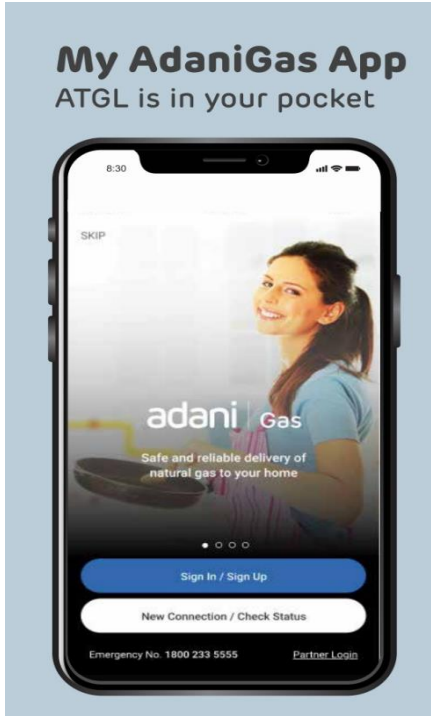 My AdaniGas App
ATGL is in your pocket
8:30
SKIP
adani Gas
Safe and reliable delivery of
natural gas to your home
Sign In / Sign Up
New Connection / Check Status
Emergency No. 1800 233 5555 Partner Login